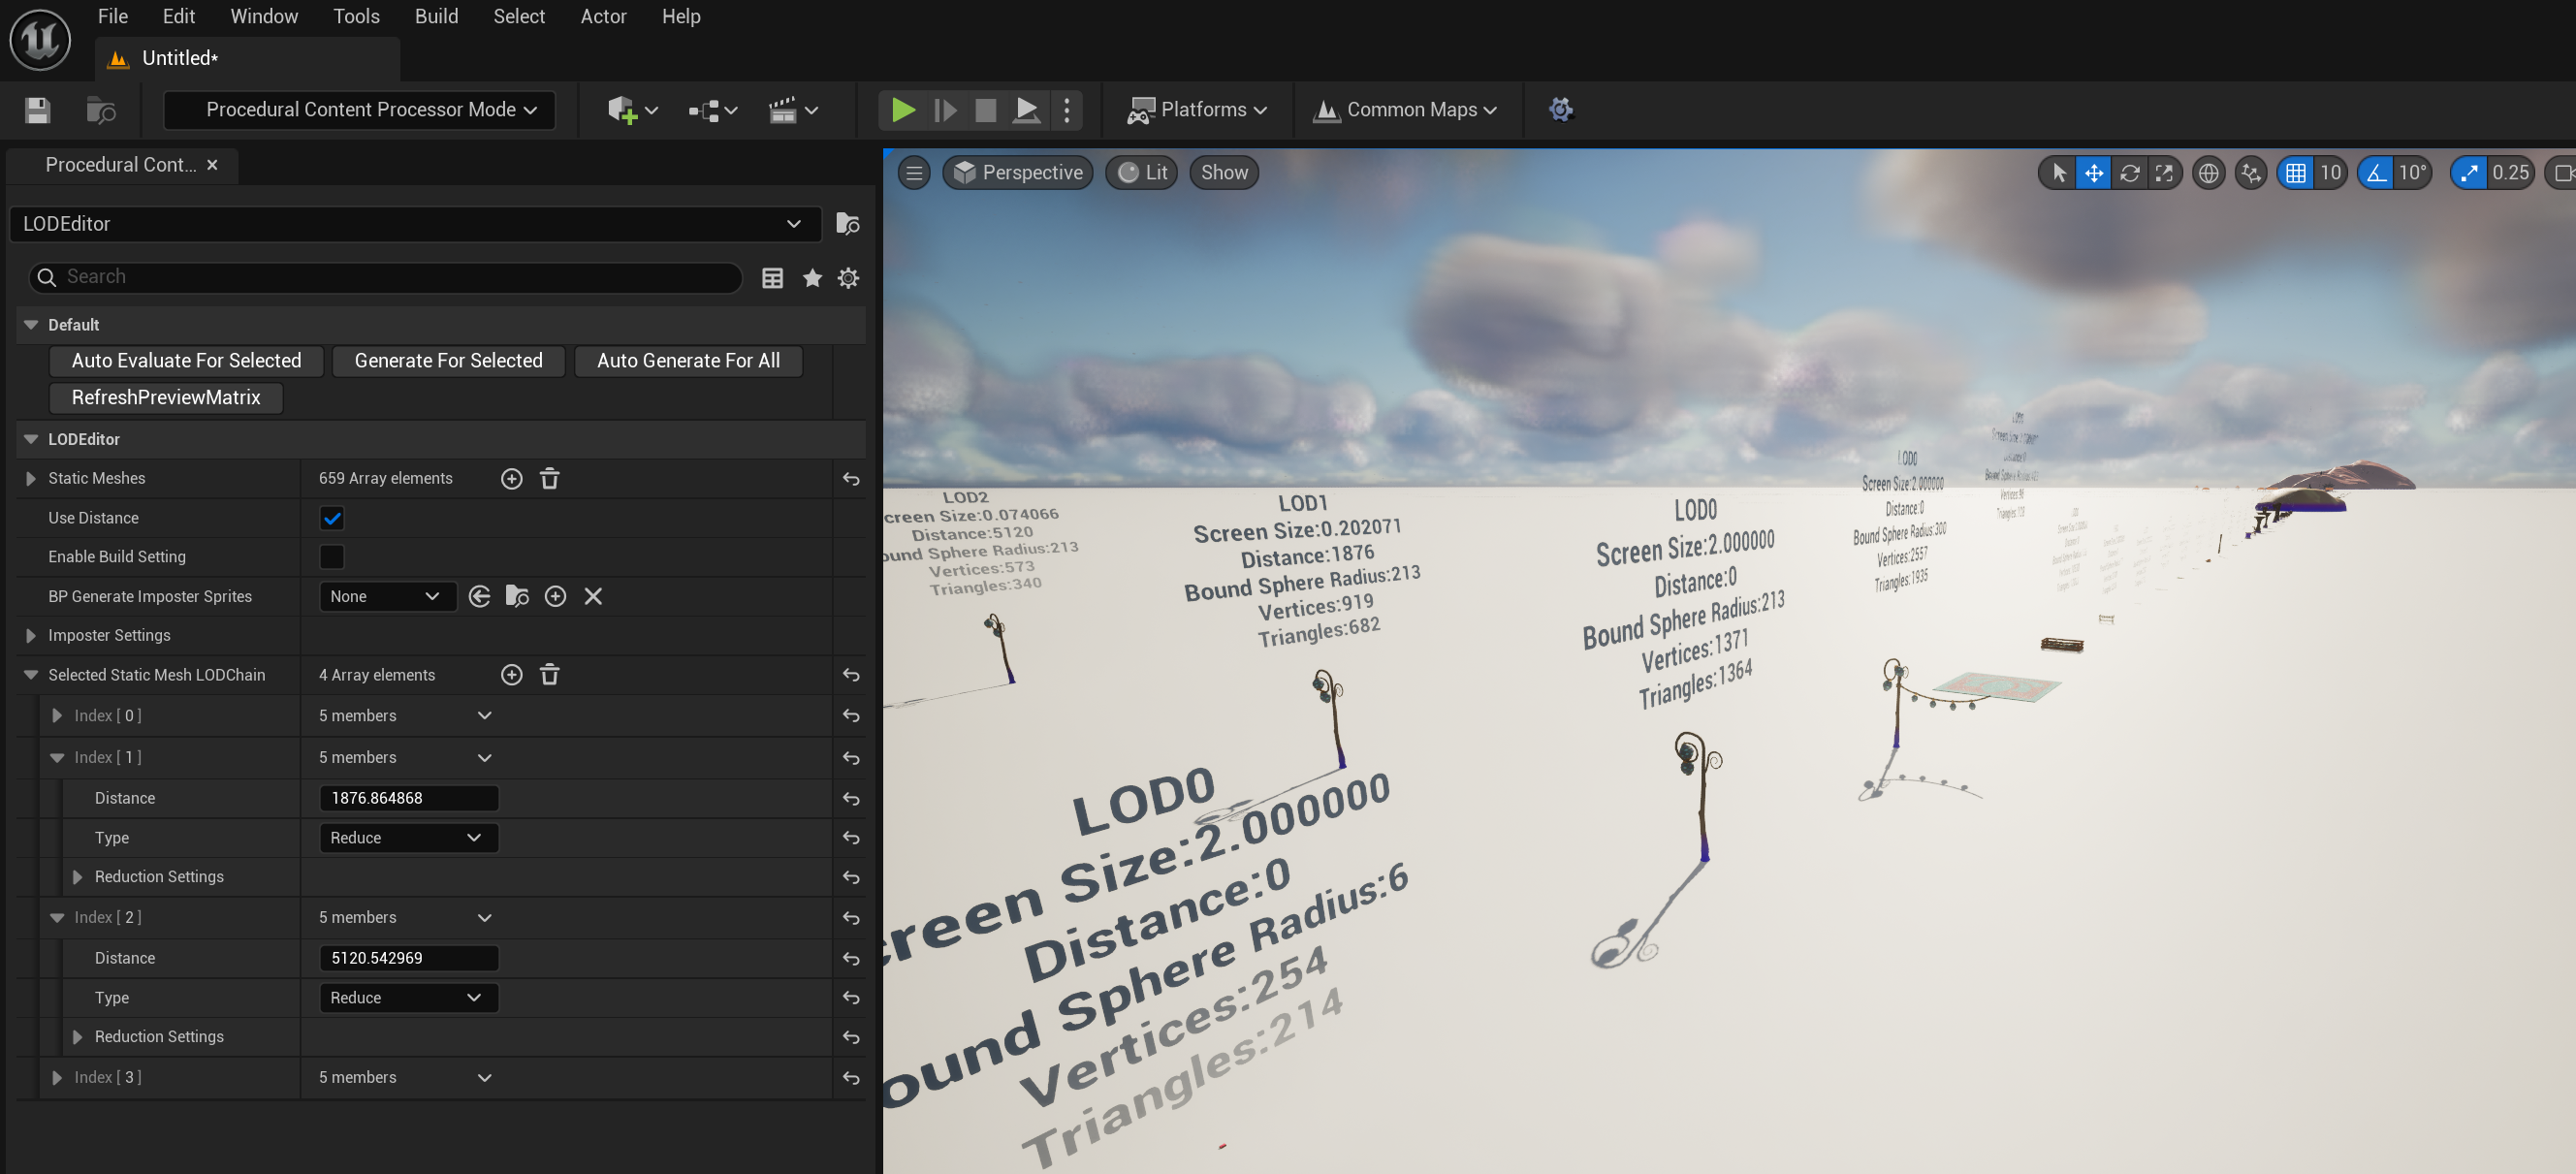 File Edit Window Tools Build Select Actor Help
Untitled*
Procedural Content Processor Mode
Platforms
Common Maps
Procedural Cont...
LODEditor
Search
Default
Auto Evaluate For Selected
Generate For Selected
Auto Generate For All
RefreshPreviewMatrix
LODEditor
Static Meshes 659 Array elements
Use Distance
Enable Build Setting
BP Generate Imposter Sprites None
Imposter Settings
Selected Static Mesh LODChain 4 Array elements
Index [ 0 ] 5 members
Index [ 1 ] 5 members
Distance 1876.864868
Type Reduce
Reduction Settings
Index [ 2 ] 5 members
Distance 5120.542969
Type Reduce
Reduction Settings
Index [ 3 ] 5 members
Perspective
Lit
Show
10
10°
0.25
LOD2
creen Size:0.074066
Distance:5120
ound Sphere Radius:213
Vertices:573
Triangles:340
LOD1
Screen Size:0.202071
Distance:1876
Bound Sphere Radius:213
Vertices:919
Triangles:682
LOD0
Screen Size:2.000000
Distance:0
Bound Sphere Radius:213
Vertices:1371
Triangles:1364
LOD0
Screen Size:2.000000
Distance:0
Bound Sphere Radius:300
Vertices:2557
Triangles:1935
LOD0
creen Size:2.000000
Distance:0
ound Sphere Radius:6
Vertices:254
Triangles:214